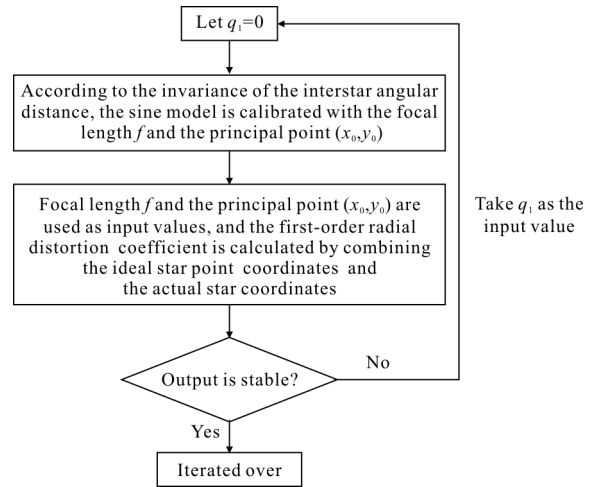 Let q₁=0
According to the invariance of the interstar angular
distance, the sine model is calibrated with the focal
length f and the principal point (x₀,y₀)
Focal length f and the principal point (x₀,y₀) are
used as input values, and the first-order radial
distortion coefficient is calculated by combining
the ideal star point coordinates and
the actual star coordinates
Take q₁ as the
input value
Output is stable?
No
Yes
Iterated over